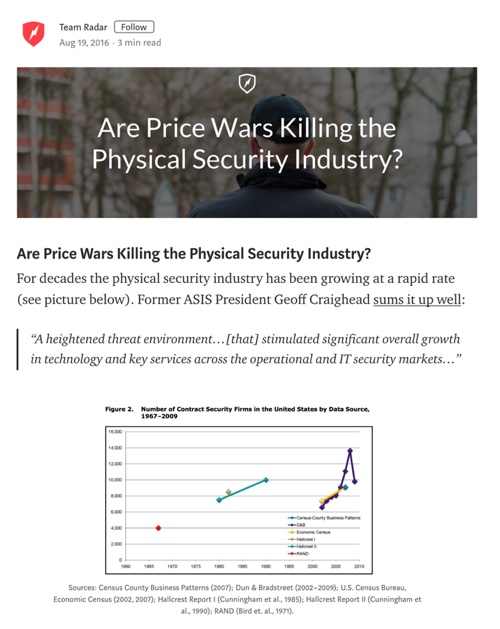 Team Radar Follow
Aug 19, 2016 · 3 min read
Are Price Wars Killing the
Physical Security Industry?
Are Price Wars Killing the Physical Security Industry?
For decades the physical security industry has been growing at a rapid rate
(see picture below). Former ASIS President Geoff Craighead sums it up well:
“A heightened threat environment…[that] stimulated significant overall growth
in technology and key services across the operational and IT security markets…”
Figure 2. Number of Contract Security Firms in the United States by Data Source,
1967–2009
16,000
14,000
12,000
10,000
8,000
6,000
4,000
2,000
0
Census County Business Patterns
D&B
Economic Census
Hallcrest I
Hallcrest II
RAND
1960 1965 1970 1975 1980 1985 1990 1995 2000 2005 2010
Sources: Census County Business Patterns (2007); Dun & Bradstreet (2002–2009); U.S. Census Bureau,
Economic Census (2002, 2007); Hallcrest Report I (Cunningham et al., 1985); Hallcrest Report II (Cunningham et
al., 1990); RAND (Bird et. al., 1971).